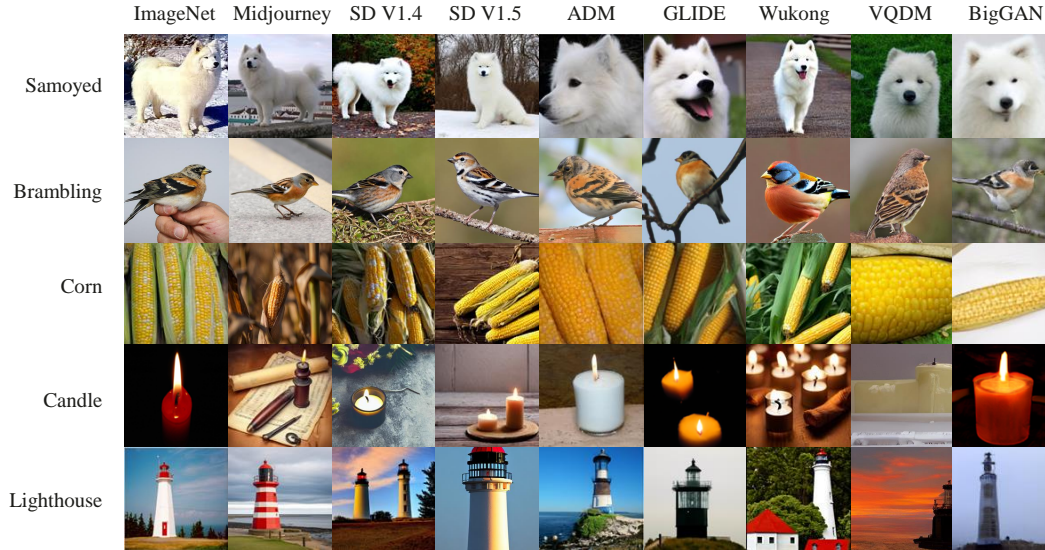 ImageNet Midjourney SD V1.4 SD V1.5 ADM GLIDE Wukong VQDM BigGAN
Samoyed
Brambling
Corn
Candle
Lighthouse